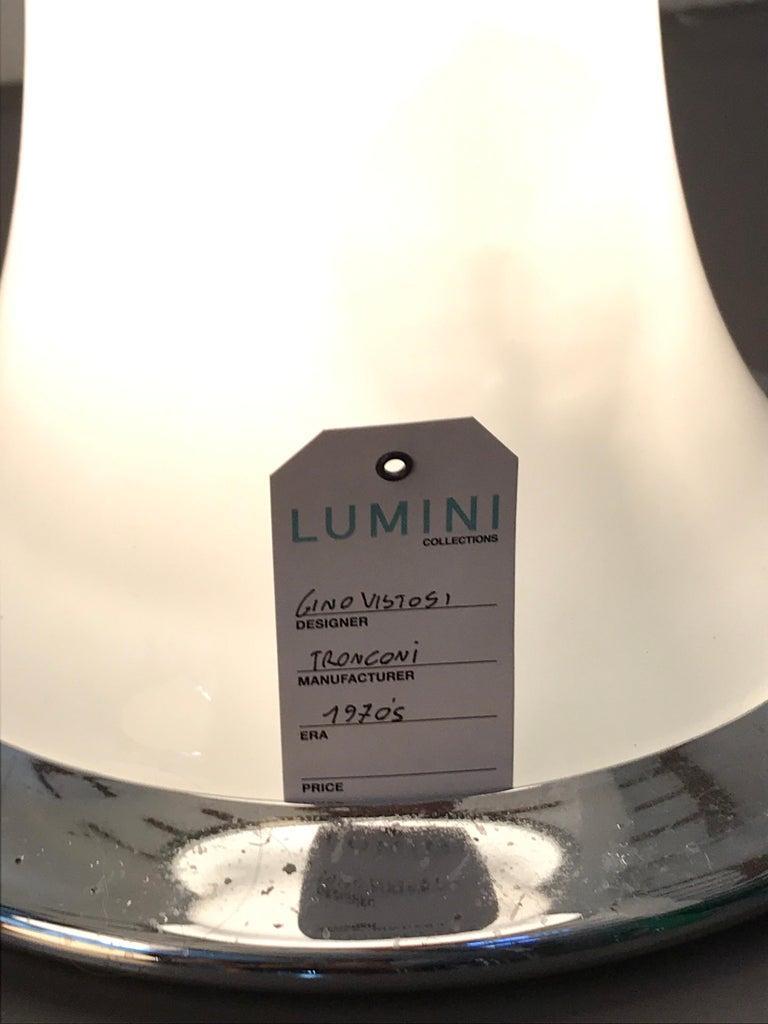 LUMINI
COLLECTIONS
GINO VISTOSI
DESIGNER
TRONCONi
MANUFACTURER
1970's
ERA
PRICE